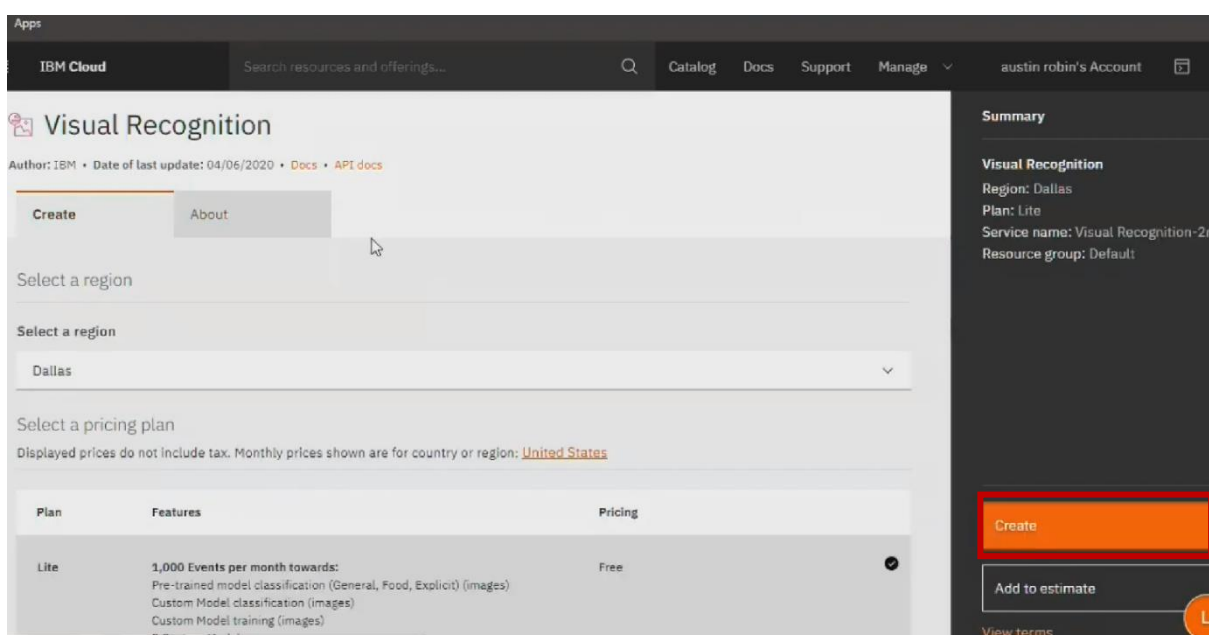 Apps
IBM Cloud
Search resources and offerings...
Catalog
Docs
Support
Manage
austin robin's Account
Visual Recognition
Author: IBM • Date of last update: 04/06/2020 • Docs • API docs
Create
About
Select a region
Select a region
Dallas
Select a pricing plan
Displayed prices do not include tax. Monthly prices shown are for country or region: United States
Plan
Features
Pricing
Lite
1,000 Events per month towards:
Pre-trained model classification (General, Food, Explicit) (images)
Custom Model classification (images)
Custom Model training (images)
Free
Summary
Visual Recognition
Region: Dallas
Plan: Lite
Service name: Visual Recognition-2
Resource group: Default
Create
Add to estimate
View terms